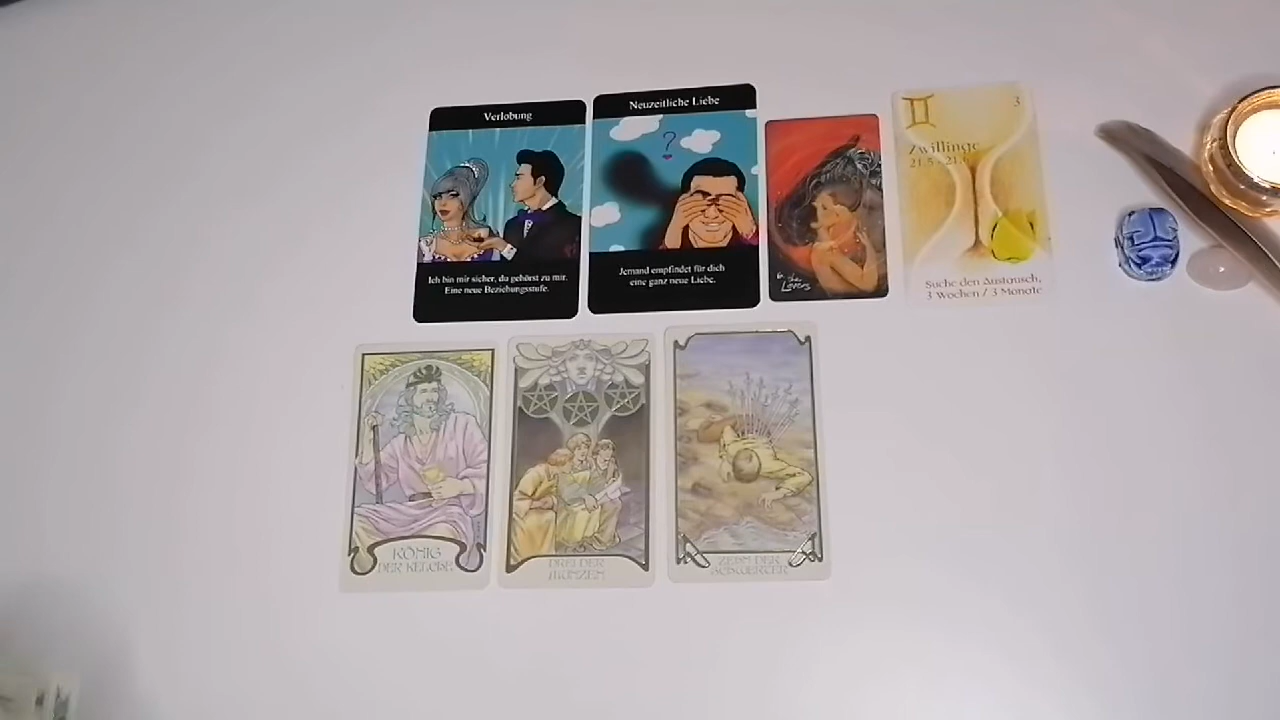 Verlobung
Ich bin mir sicher, du gehörst zu mir.
Eine neue Beziehungsstufe.
Neuzeitliche Liebe
?
Jemand empfindet für dich
eine ganz neue Liebe.
6. the
Lovers
3
Zwillinge
21.5 - 21.6
Suche den Austausch,
3 Wochen / 3 Monate
KÖNIG
DER KELCHE
DREI DER
MÜNZEN
ZEHN DER
SCHWERTER